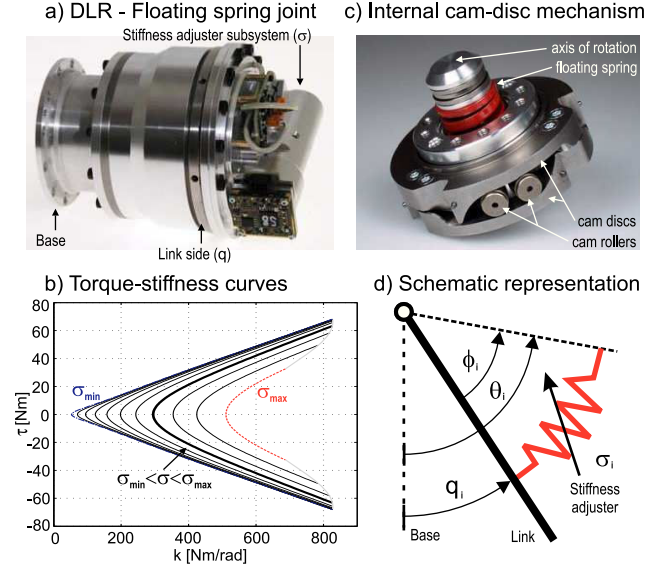 a) DLR - Floating spring joint
Stiffness adjuster subsystem (σ)
Base
Link side (q)
c) Internal cam-disc mechanism
axis of rotation
floating spring
cam discs
cam rollers
b) Torque-stiffness curves
τ [Nm]
80
60
40
20
0
-20
-40
-60
-80
σmin
σmax
σmin<σ<σmax
0 200 400 600 800
k [Nm/rad]
d) Schematic representation
ϕi
θi
qi
σi
Stiffness
adjuster
Base
Link